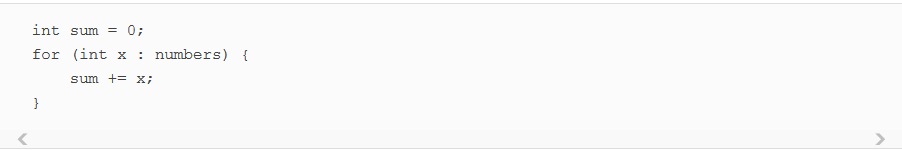 int sum = 0;
for (int x : numbers) {
    sum += x;
}